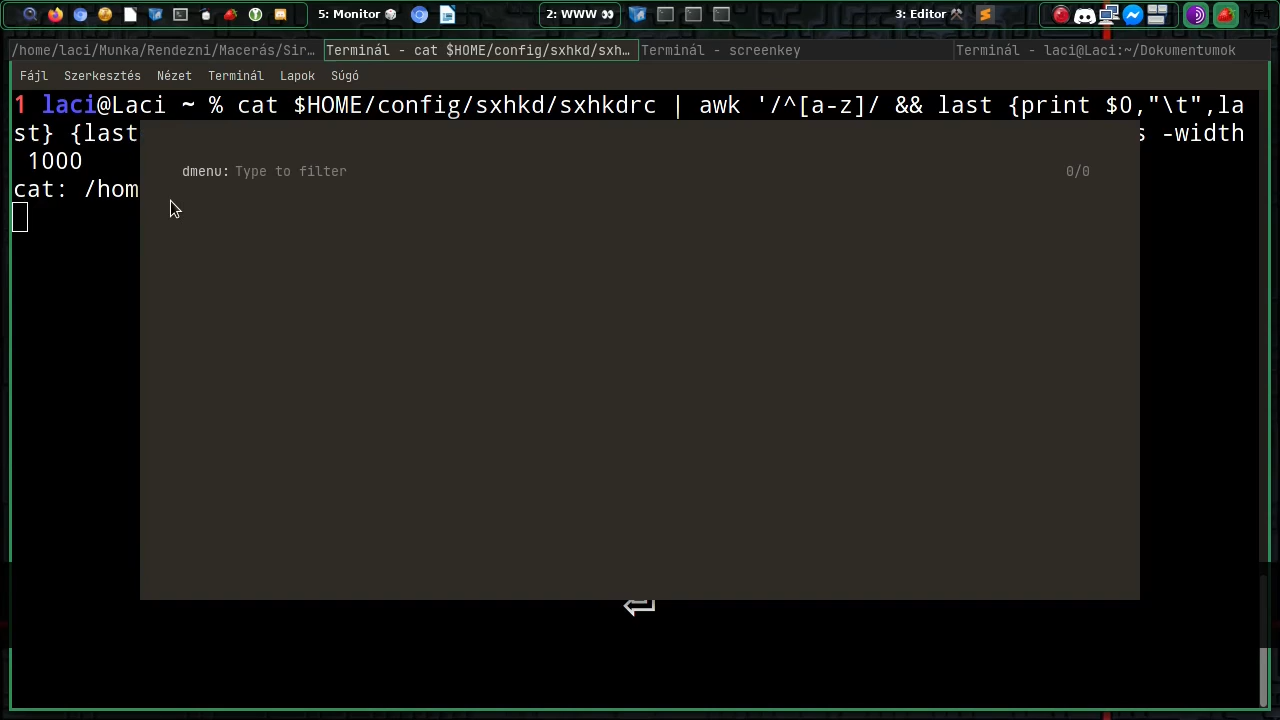 5: Monitor
2: WWW
3: Editor
/home/laci/Munka/Rendezni/Macerás/Sir…
Terminál - cat $HOME/config/sxhkd/sxh…
Terminál - screenkey
Terminál - laci@Laci:~/Dokumentumok
Fájl Szerkesztés Nézet Terminál Lapok Súgó
1 laci@Laci ~ % cat $HOME/config/sxhkd/sxhkdrc | awk '/^[a-z]/ && last {print $0,"\t",la
st} {last s -width
1000
cat: /hom
dmenu: Type to filter 0/0